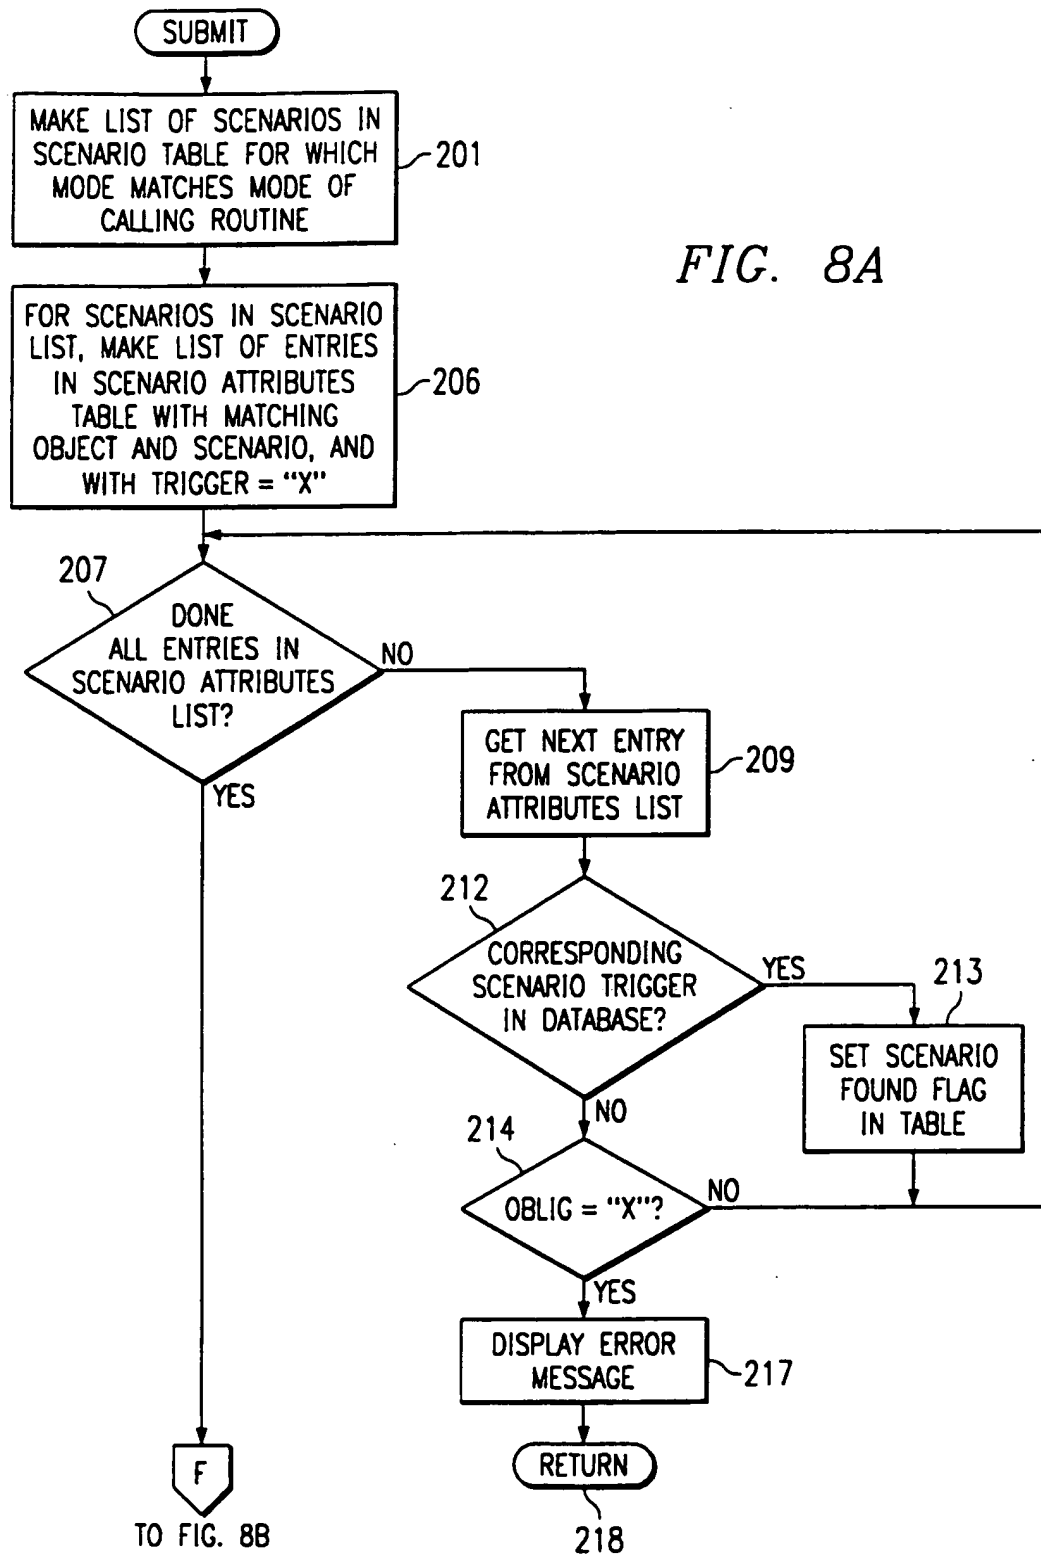 SUBMIT
MAKE LIST OF SCENARIOS IN
SCENARIO TABLE FOR WHICH
MODE MATCHES MODE OF
CALLING ROUTINE
201
FIG. 8A
FOR SCENARIOS IN SCENARIO
LIST, MAKE LIST OF ENTRIES
IN SCENARIO ATTRIBUTES
TABLE WITH MATCHING
OBJECT AND SCENARIO, AND
WITH TRIGGER = “X”
206
207
DONE
ALL ENTRIES IN
SCENARIO ATTRIBUTES
LIST?
NO
YES
GET NEXT ENTRY
FROM SCENARIO
ATTRIBUTES LIST
209
212
CORRESPONDING
SCENARIO TRIGGER
IN DATABASE?
YES
NO
213
SET SCENARIO
FOUND FLAG
IN TABLE
214
OBLIG = “X”?
NO
YES
DISPLAY ERROR
MESSAGE
217
RETURN
218
F
TO FIG. 8B